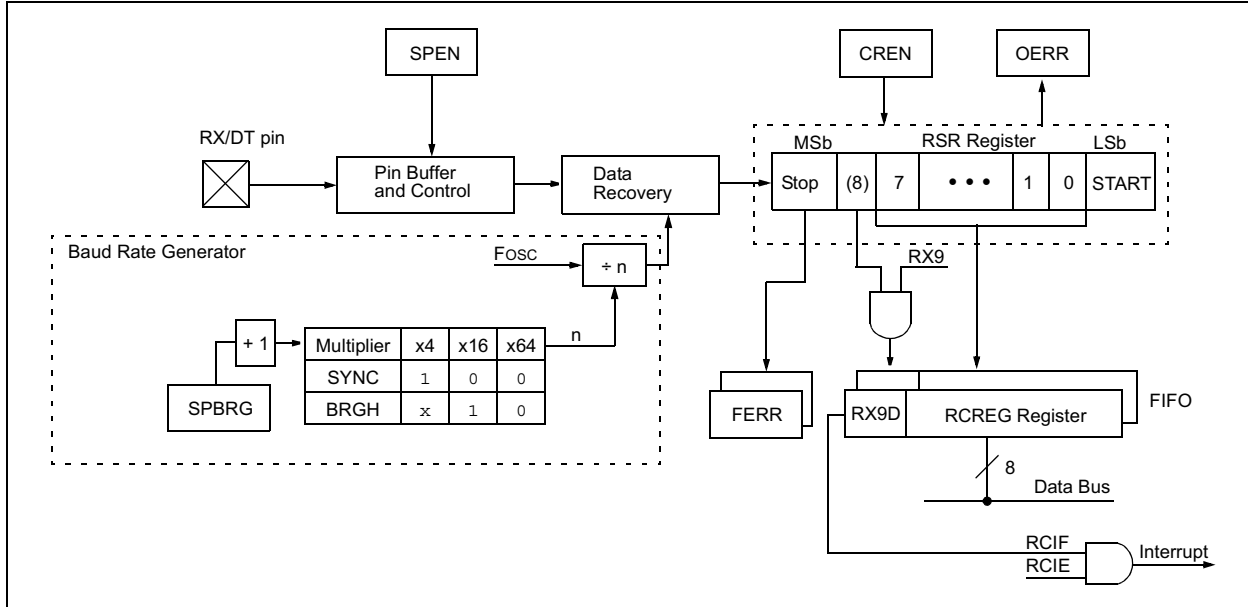 SPEN
CREN
OERR
RX/DT pin
MSb
RSR Register
LSb
Pin Buffer
and Control
Data
Recovery
Stop
(8)
7
• • •
1
0
START
Baud Rate Generator
FOSC
÷ n
RX9
n
+ 1
Multiplier x4 x16 x64
SYNC 1 0 0
BRGH x 1 0
SPBRG
FERR
RX9D
RCREG Register
FIFO
8
Data Bus
RCIF
RCIE
Interrupt